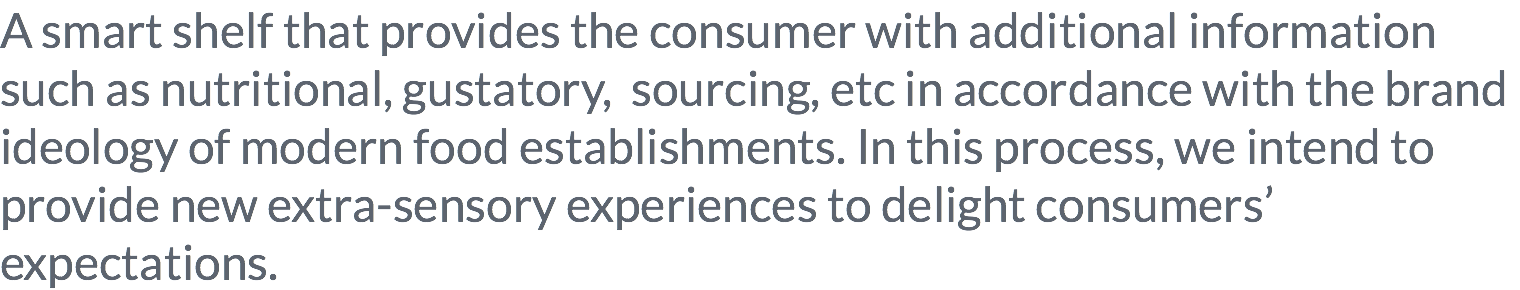 A smart shelf that provides the consumer with additional information
such as nutritional, gustatory,  sourcing, etc in accordance with the brand
ideology of modern food establishments. In this process, we intend to
provide new extra-sensory experiences to delight consumers’
expectations.